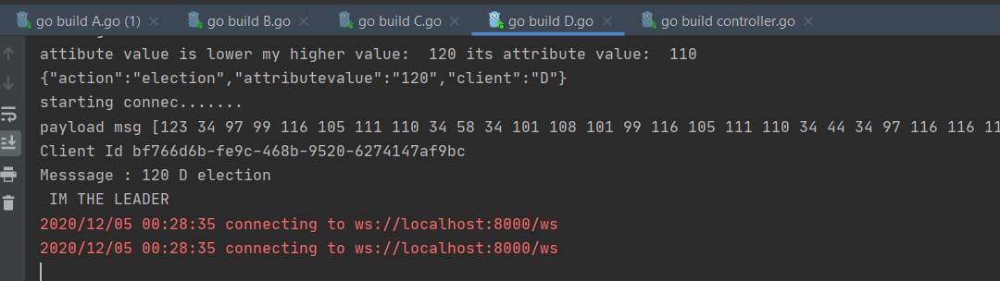 go build A.go (1) go build B.go go build C.go go build D.go go build controller.go
attibute value is lower my higher value:  120 its attribute value:  110
{"action":"election","attributevalue":"120","client":"D"}
starting connec.......
payload msg [123 34 97 99 116 105 111 110 34 58 34 101 108 101 99 116 105 111 110 34 44 34 97 116 116 11
Client Id bf766d6b-fe9c-468b-9520-6274147af9bc
Messsage : 120 D election
 IM THE LEADER
2020/12/05 00:28:35 connecting to ws://localhost:8000/ws
2020/12/05 00:28:35 connecting to ws://localhost:8000/ws